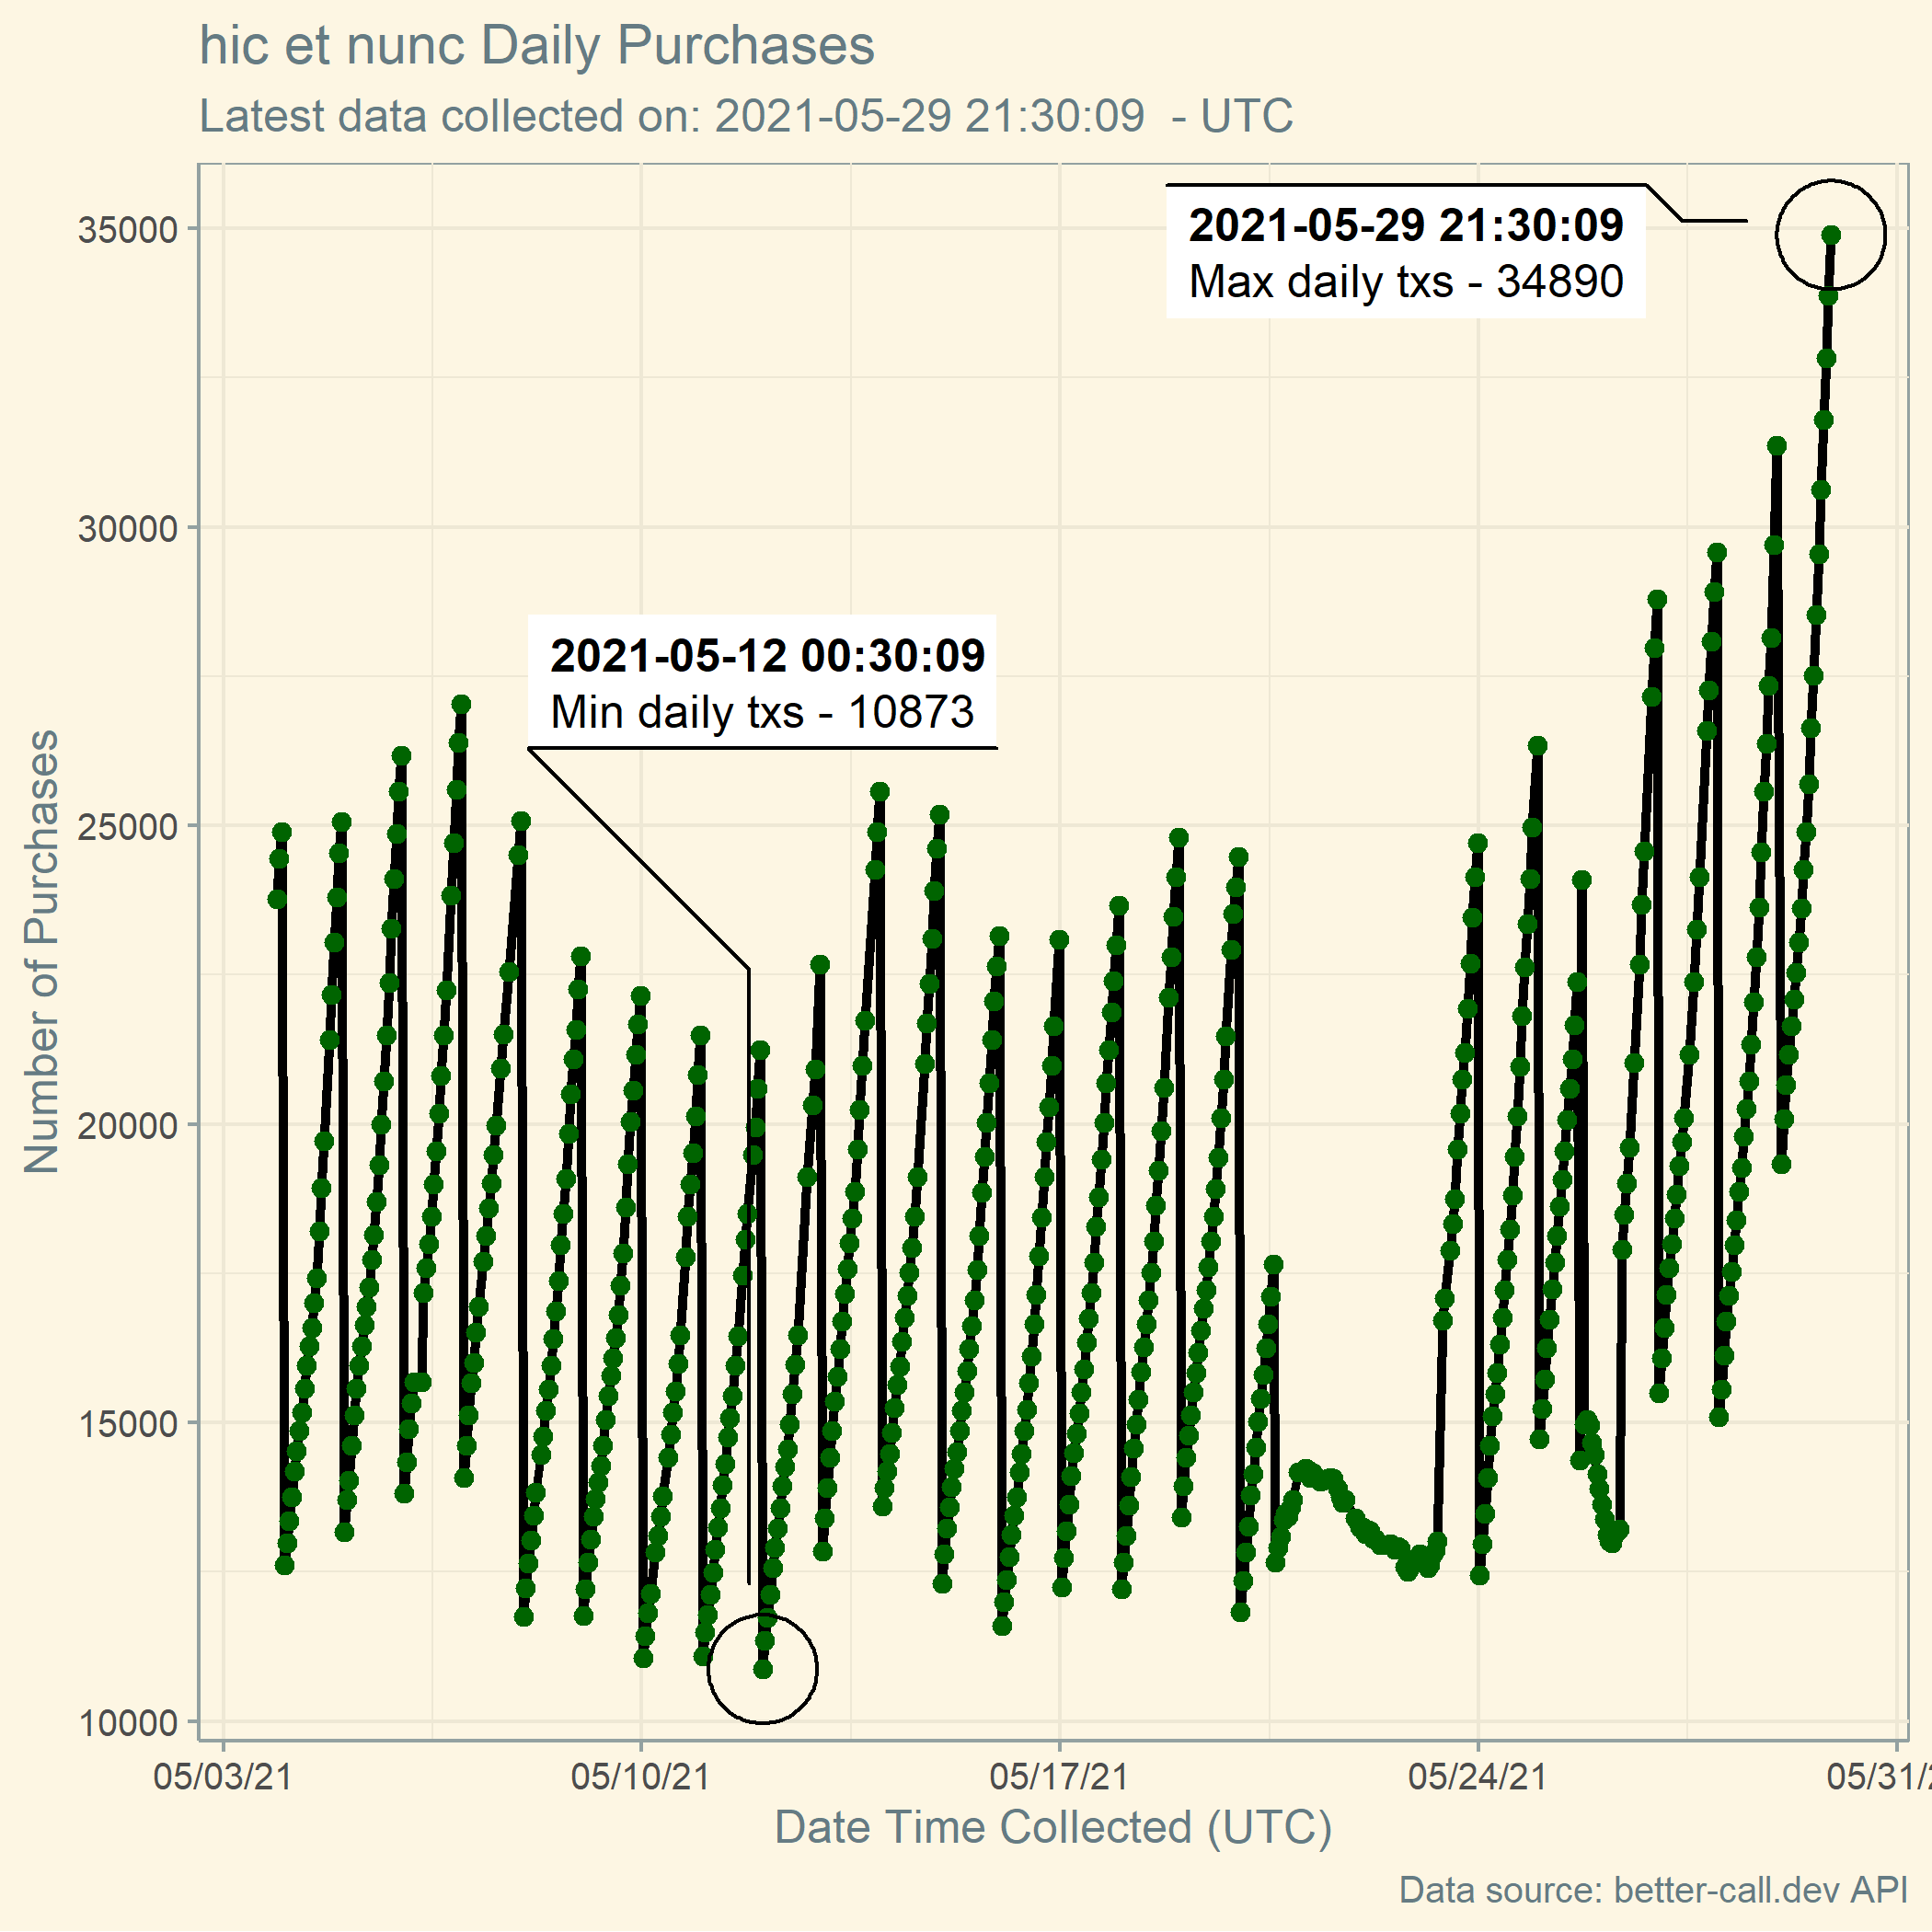 hic et nunc Daily Purchases
Latest data collected on: 2021-05-29 21:30:09 - UTC
Number of Purchases
35000
30000
25000
20000
15000
10000
2021-05-29 21:30:09
Max daily txs - 34890
2021-05-12 00:30:09
Min daily txs - 10873
05/03/21 05/10/21 05/17/21 05/24/21 05/31/2
Date Time Collected (UTC)
Data source: better-call.dev API